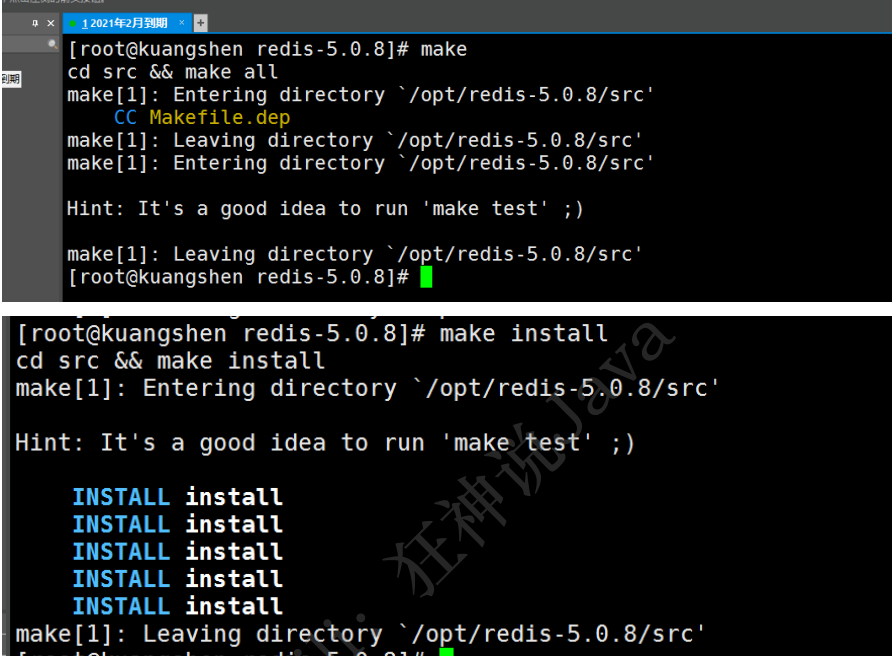 1 2021年2月到期 × +
到期
[root@kuangshen redis-5.0.8]# make
cd src && make all
make[1]: Entering directory `/opt/redis-5.0.8/src'
CC Makefile.dep
make[1]: Leaving directory `/opt/redis-5.0.8/src'
make[1]: Entering directory `/opt/redis-5.0.8/src'
Hint: It's a good idea to run 'make test' ;)
make[1]: Leaving directory `/opt/redis-5.0.8/src'
[root@kuangshen redis-5.0.8]#
[root@kuangshen redis-5.0.8]# make install
cd src && make install
make[1]: Entering directory `/opt/redis-5.0.8/src'
Hint: It's a good idea to run 'make test' ;)
INSTALL install
INSTALL install
INSTALL install
INSTALL install
INSTALL install
make[1]: Leaving directory `/opt/redis-5.0.8/src'
狂神说Java